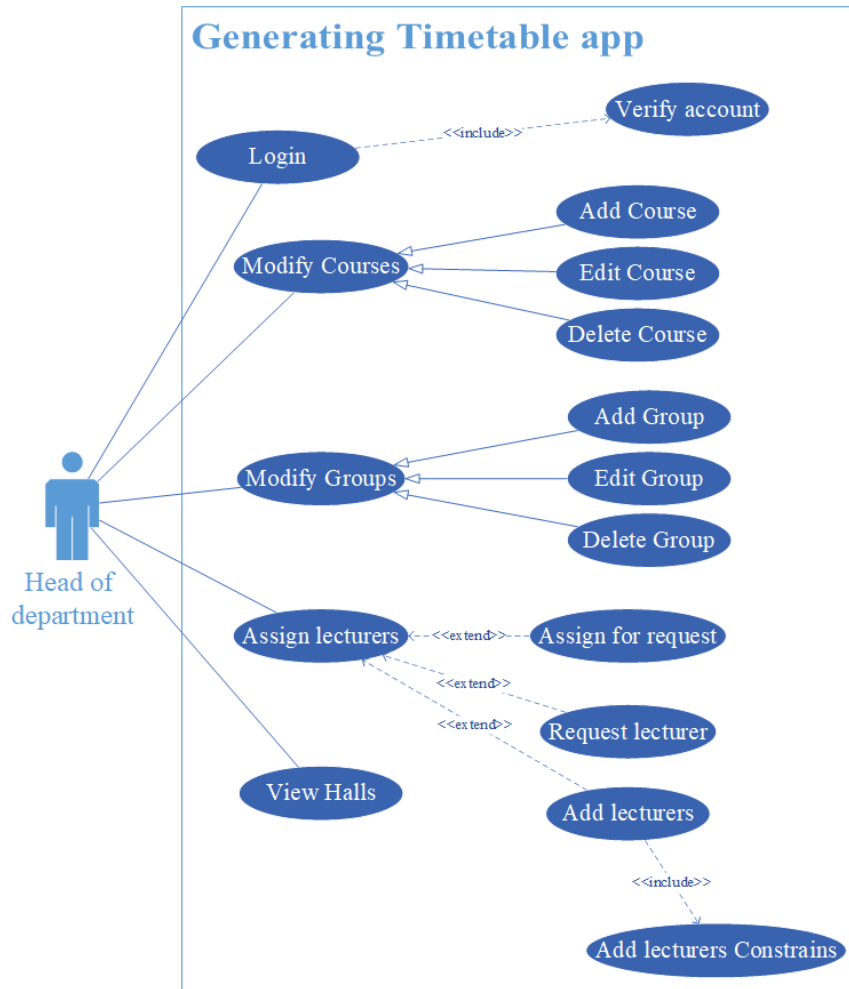 Generating Timetable app
Verify account
<<include>>
Login
Add Course
Modify Courses
Edit Course
Delete Course
Add Group
Modify Groups
Edit Group
Delete Group
Head of
department
Assign lecturers
<<extend>>
Assign for request
<<extend>>
<<extend>>
Request lecturer
View Halls
Add lecturers
<<include>>
Add lecturers Constrains